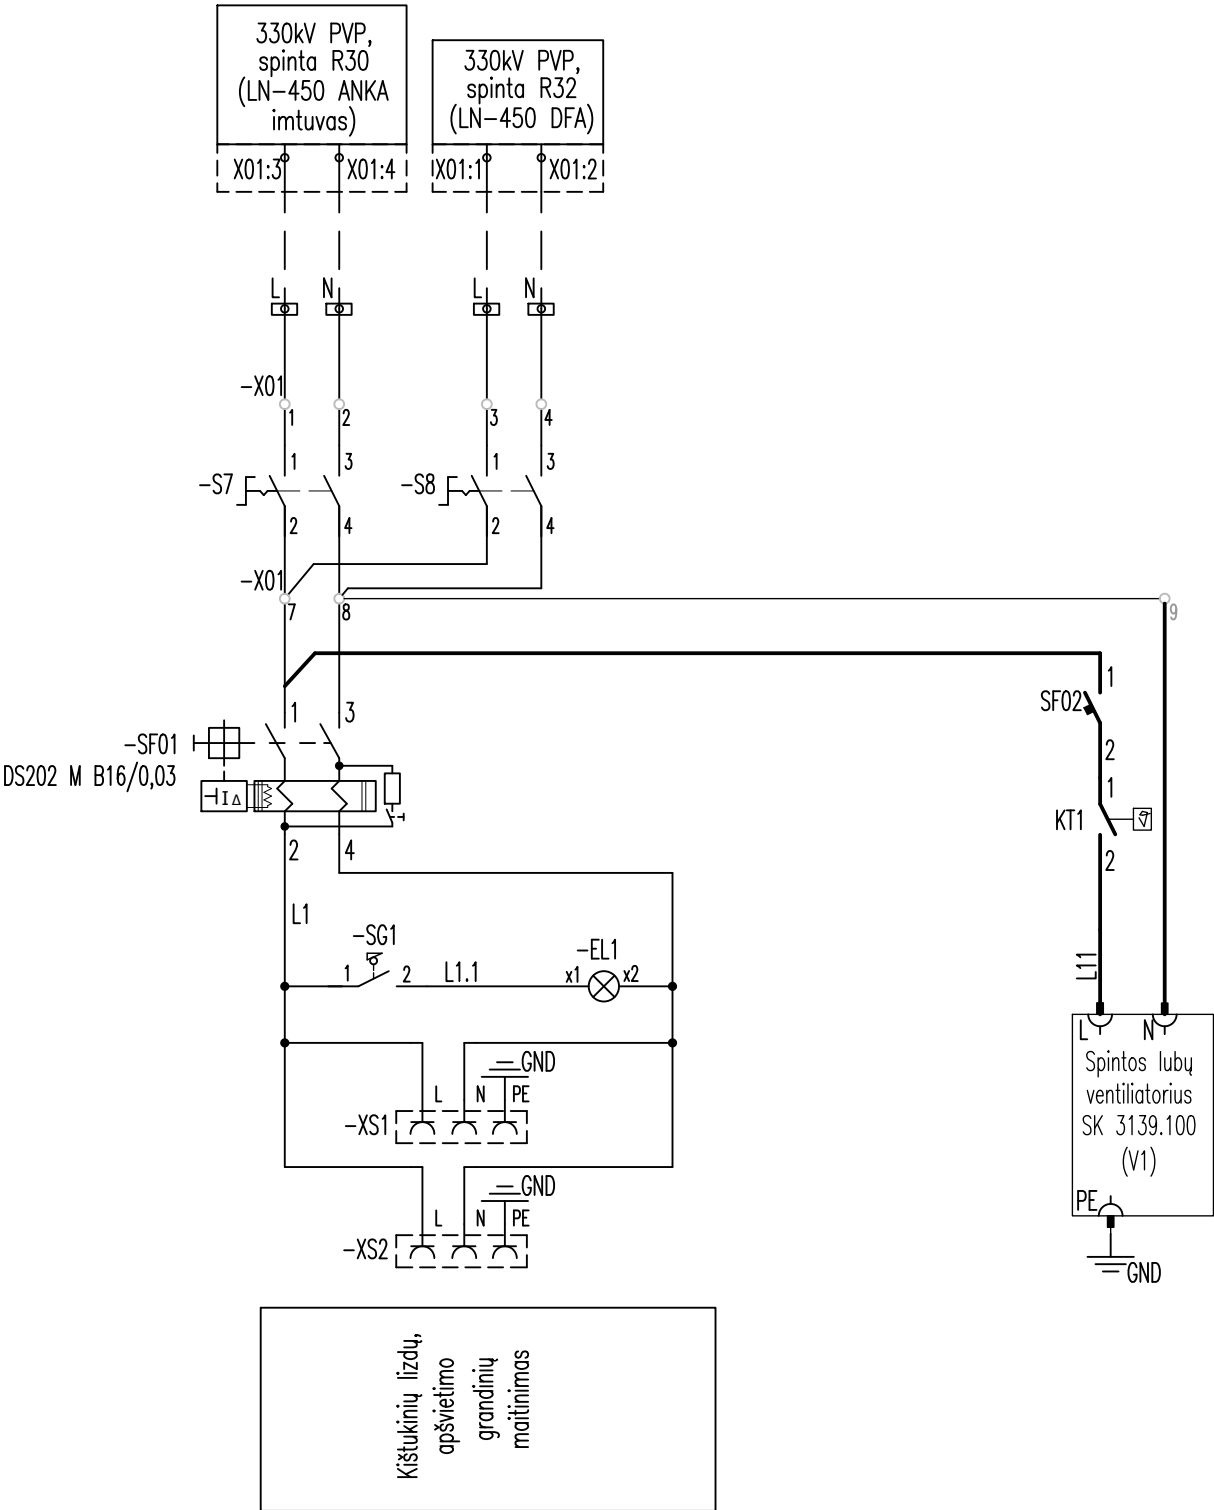 330kV PVP,
spinta R30
(LN-450 ANKA
imtuvas)
330kV PVP,
spinta R32
(LN-450 DFA)
X01:3
X01:4
X01:1
X01:2
L
N
L
N
-X01
1
2
3
4
-S7
1
3
2
4
-S8
1
3
2
4
-X01
7
8
9
-SF01
DS202 M B16/0,03
1
3
I Δ
2
4
SF02
1
2
KT1
1
2
L1
-SG1
1
2
L1.1
-EL1
x1
x2
L11
L
N
Spintos lubų
ventiliatorius
SK 3139.100
(V1)
PE
GND
GND
L
N
PE
-XS1
GND
L
N
PE
-XS2
Kištukinių lizdų,
apšvietimo
grandinių
maitinimas